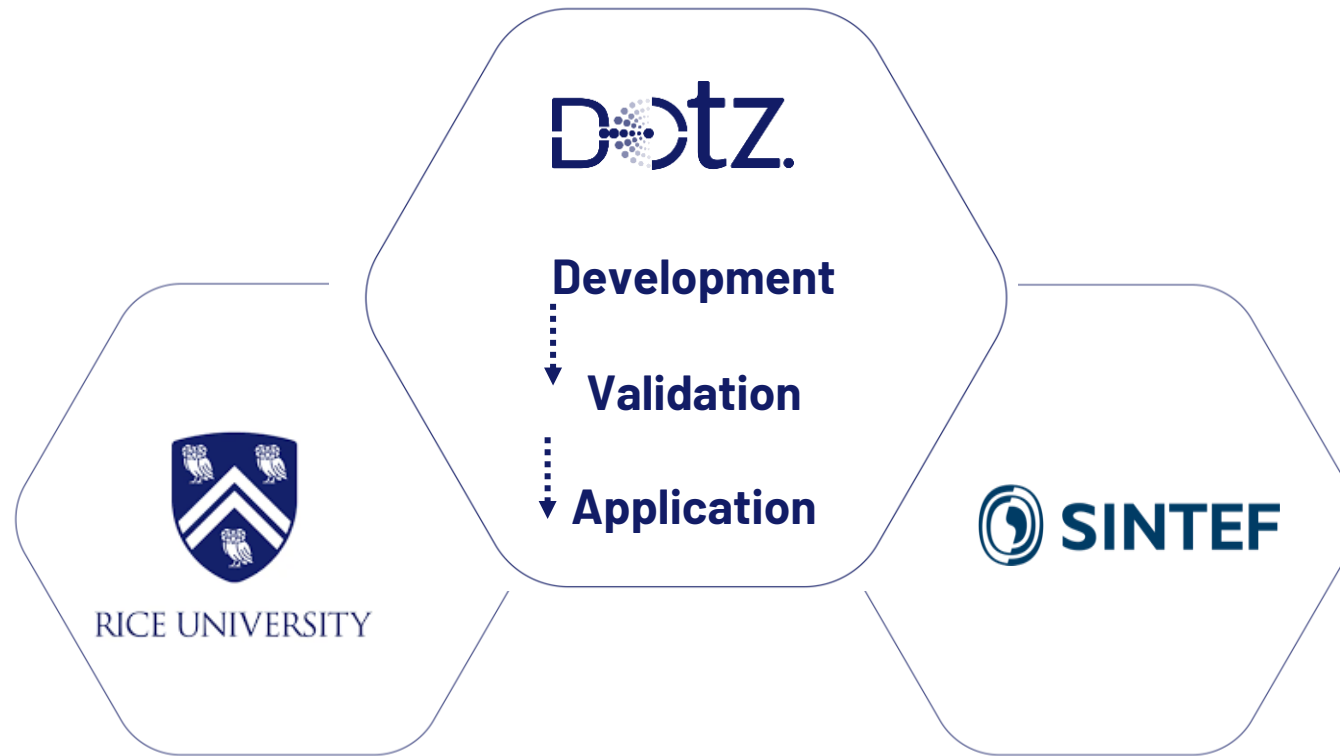 Dotz.
Development
Validation
Application
RICE UNIVERSITY
SINTEF